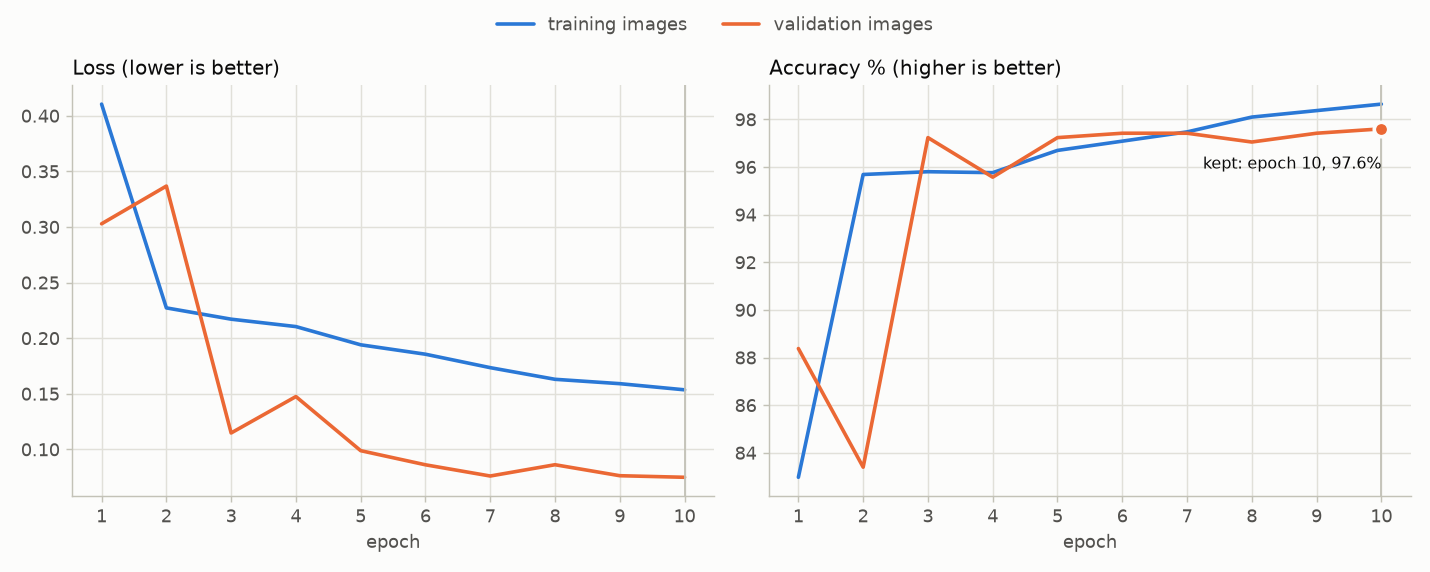 training images validation images
Loss (lower is better)
0.40
0.35
0.30
0.25
0.20
0.15
0.10
1 2 3 4 5 6 7 8 9 10
epoch
Accuracy % (higher is better)
98
96
94
92
90
88
86
84
kept: epoch 10, 97.6%
1 2 3 4 5 6 7 8 9 10
epoch